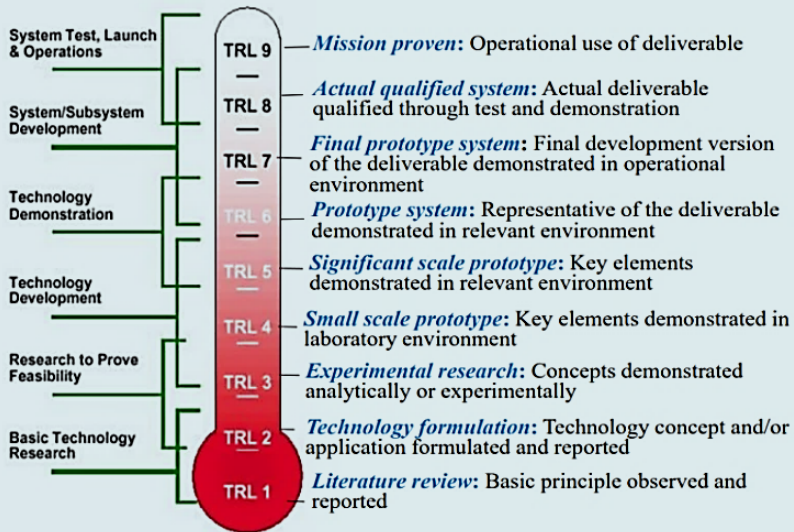 System Test, Launch
& Operations
System/Subsystem
Development
Technology
Demonstration
Technology
Development
Research to Prove
Feasibility
Basic Technology
Research
TRL 9
TRL 8
TRL 7
TRL 6
TRL 5
TRL 4
TRL 3
TRL 2
TRL 1
Mission proven: Operational use of deliverable
Actual qualified system: Actual deliverable
qualified through test and demonstration
Final prototype system: Final development version
of the deliverable demonstrated in operational
environment
Prototype system: Representative of the deliverable
demonstrated in relevant environment
Significant scale prototype: Key elements
demonstrated in relevant environment
Small scale prototype: Key elements demonstrated in
laboratory environment
Experimental research: Concepts demonstrated
analytically or experimentally
Technology formulation: Technology concept and/or
application formulated and reported
Literature review: Basic principle observed and
reported